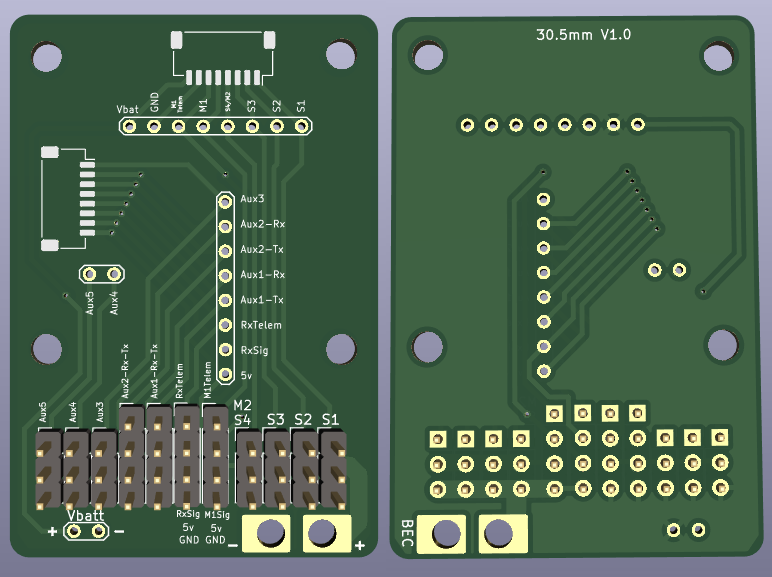 30.5mm V1.0
Vbat
GND
M1
Telem
M1
S4/M2
S3
S2
S1
Aux3
Aux2-Rx
Aux2-Tx
Aux1-Rx
Aux1-Tx
RxTelem
RxSig
5v
Aux5
Aux4
Aux5
Aux4
Aux3
Aux2-Rx-Tx
Aux1-Rx-Tx
RxTelem
M1Telem
M2
S4
S3
S2
S1
Vbatt
+
-
RxSig
5v
GND
M1Sig
5v
GND
-
+
BEC